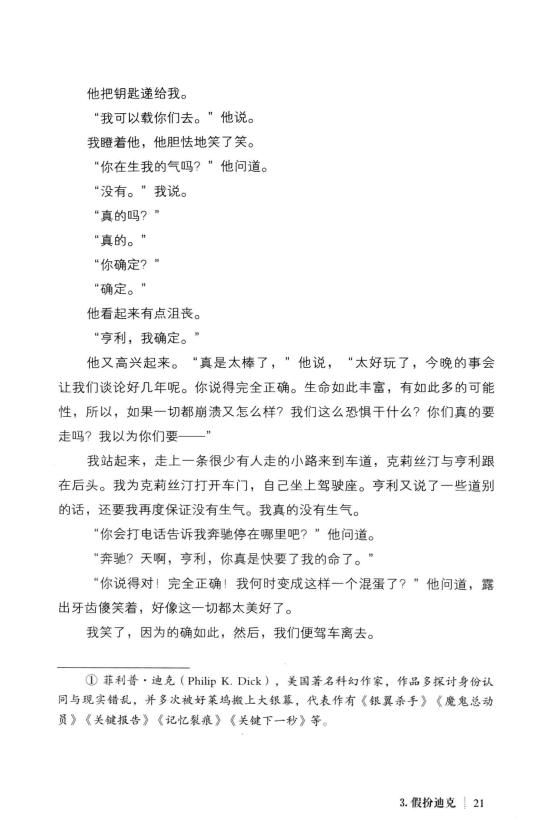 他把钥匙递给我。
“我可以载你们去。”他说。
我瞪着他，他胆怯地笑了笑。
“你在生我的气吗？”他问道。
“没有。”我说。
“真的吗？”
“真的。”
“你确定？”
“确定。”
他看起来有点沮丧。
“亨利，我确定。”
他又高兴起来。“真是太棒了，”他说，“太好玩了，今晚的事会
让我们谈论好几年呢。你说得完全正确。生命如此丰富，有如此多的可能
性，所以，如果一切都崩溃又怎么样？我们这么恐惧干什么？你们真的要
走吗？我以为你们要——”
我站起来，走上一条很少有人走的小路来到车道，克莉丝汀与亨利跟
在后头。我为克莉丝汀打开车门，自己坐上驾驶座。亨利又说了一些道别
的话，还要我再度保证没有生气。我真的没有生气。
“你会打电话告诉我奔驰停在哪里吧？”他问道。
“奔驰？天啊，亨利，你真是快要了我的命了。”
“你说得对！完全正确！我何时变成这样一个混蛋了？”他问道，露
出牙齿傻笑着，好像这一切都太美好了。
我笑了，因为的确如此，然后，我们便驾车离去。
① 菲利普·迪克（Philip K. Dick），美国著名科幻作家，作品多探讨身份认
同与现实错乱，并多次被好莱坞搬上大银幕，代表作有《银翼杀手》《魔鬼总动
员》《关键报告》《记忆裂痕》《关键下一秒》等。
3. 假扮迪克 | 21